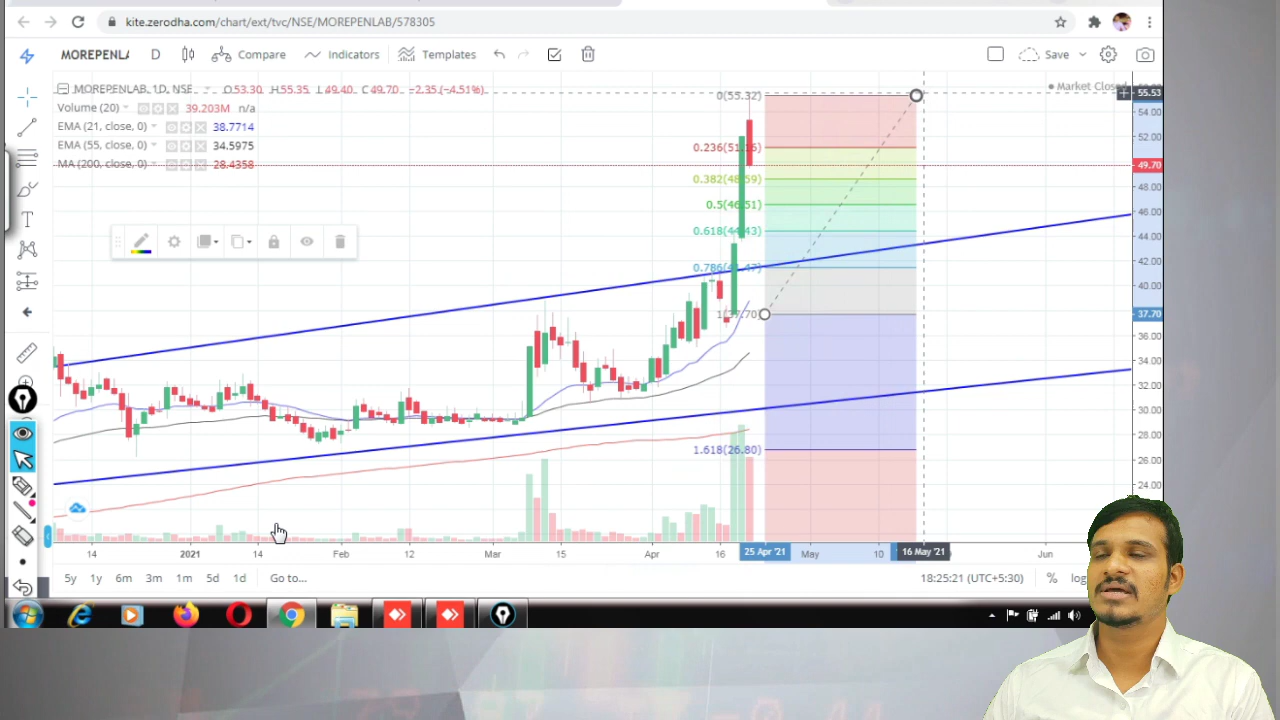 kite.zerodha.com/chart/ext/tvc/NSE/MOREPENLAB/578305
MOREPENLA D Compare Indicators Templates Save
MOREPENLAB, 1D, NSE O53.30 H55.35 L49.40 C49.70 −2.35 (−4.51%)
Market Closed
Volume (20) 39.203M n/a
EMA (21, close, 0) 38.7714
EMA (55, close, 0) 34.5975
MA (200, close, 0) 28.4358
0(55.32)
0.236(51.16)
0.382(48.59)
0.5(46.51)
0.618(44.43)
0.786(41.47)
1(37.70)
1.618(26.80)
55.53
54.00
52.00
49.70
48.00
46.00
44.00
42.00
40.00
37.70
36.00
34.00
32.00
30.00
28.00
26.00
24.00
14 2021 14 Feb 12 Mar 15 Apr 16 25 Apr '21 May 10 16 May '21 Jun
5y 1y 6m 3m 1m 5d 1d Go to... 18:25:21 (UTC+5:30) % log